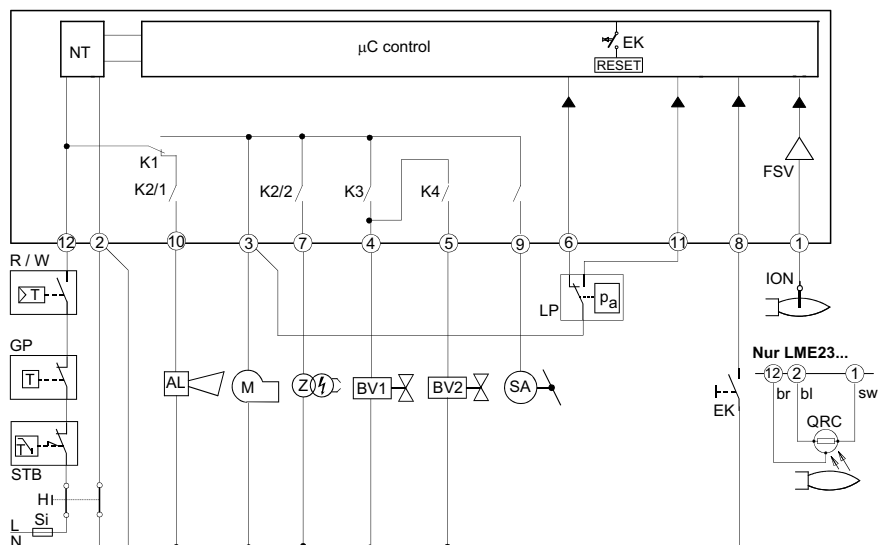 NT
μC control
EK
RESET
K1
K2/1
K2/2
K3
K4
FSV
12 2 10 3 7 4 5 9 6 11 8 1
R / W
T
LP
pa
ION
GP
T
AL
M
Z
BV1
BV2
SA
EK
Nur LME23...
12 2 1
br bl sw
QRC
T
STB
H
Si
L
N